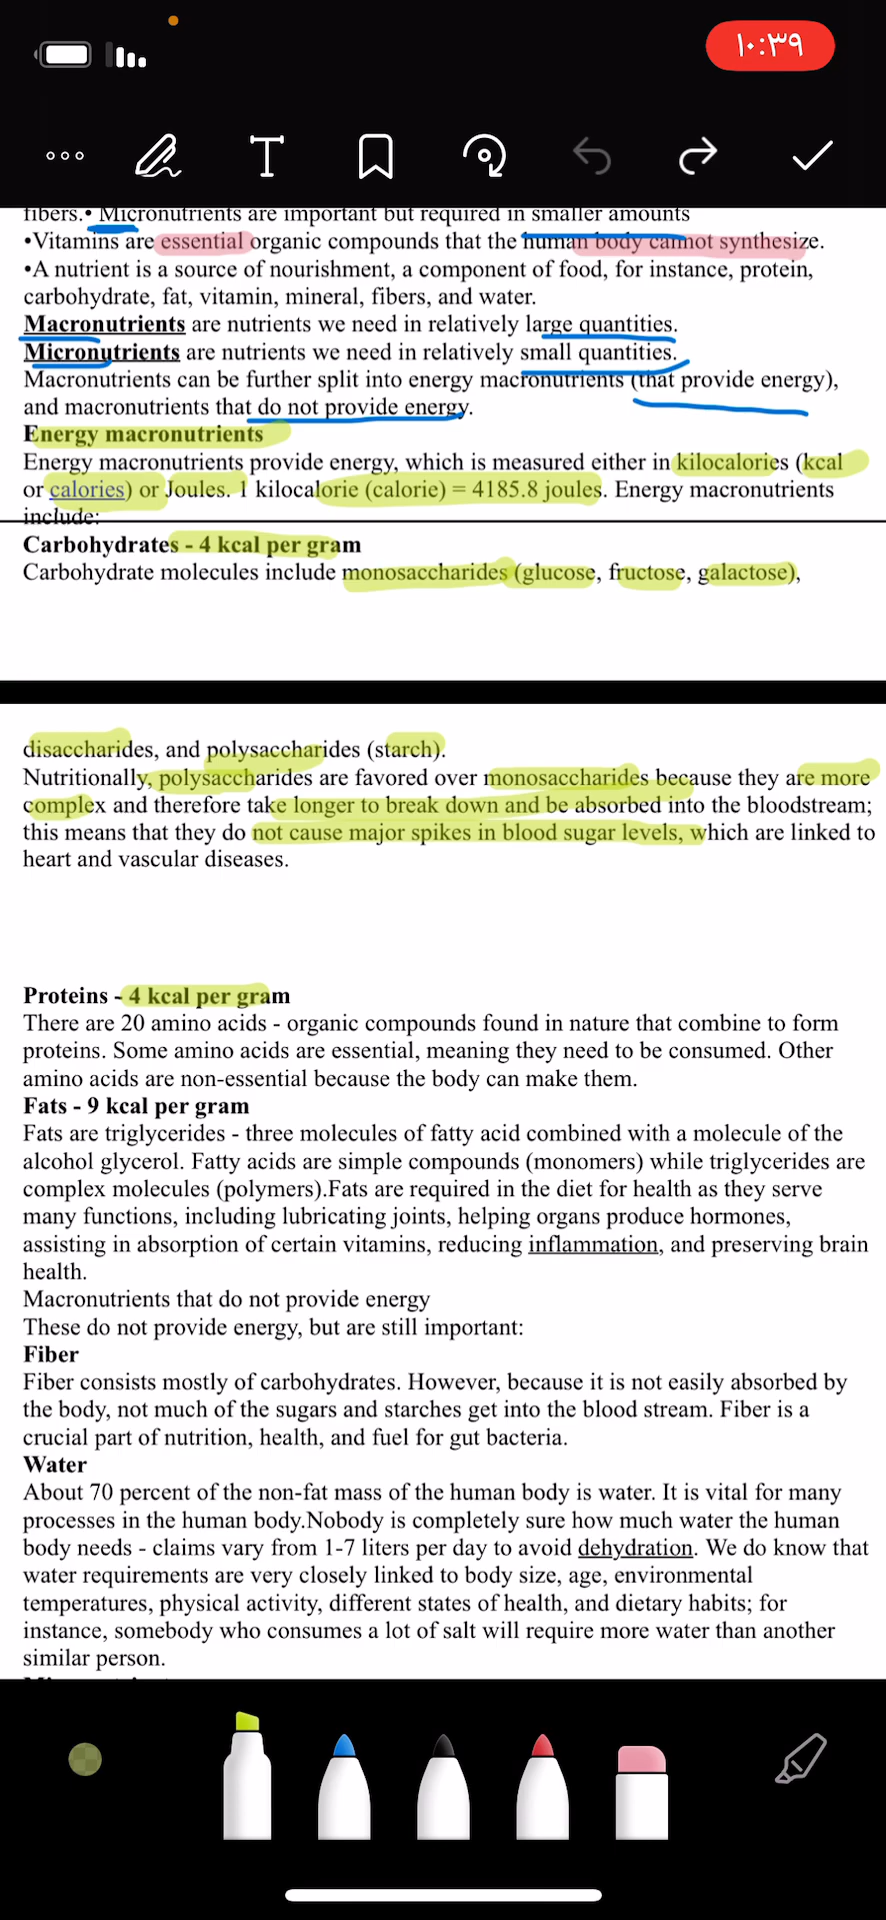 ١٠:٣٩
T
fibers.• Micronutrients are important but required in smaller amounts
•Vitamins are essential organic compounds that the human body cannot synthesize.
•A nutrient is a source of nourishment, a component of food, for instance, protein,
carbohydrate, fat, vitamin, mineral, fibers, and water.
Macronutrients are nutrients we need in relatively large quantities.
Micronutrients are nutrients we need in relatively small quantities.
Macronutrients can be further split into energy macronutrients (that provide energy),
and macronutrients that do not provide energy.
Energy macronutrients
Energy macronutrients provide energy, which is measured either in kilocalories (kcal
or calories) or Joules. 1 kilocalorie (calorie) = 4185.8 joules. Energy macronutrients
include:
Carbohydrates - 4 kcal per gram
Carbohydrate molecules include monosaccharides (glucose, fructose, galactose),
disaccharides, and polysaccharides (starch).
Nutritionally, polysaccharides are favored over monosaccharides because they are more
complex and therefore take longer to break down and be absorbed into the bloodstream;
this means that they do not cause major spikes in blood sugar levels, which are linked to
heart and vascular diseases.
Proteins - 4 kcal per gram
There are 20 amino acids - organic compounds found in nature that combine to form
proteins. Some amino acids are essential, meaning they need to be consumed. Other
amino acids are non-essential because the body can make them.
Fats - 9 kcal per gram
Fats are triglycerides - three molecules of fatty acid combined with a molecule of the
alcohol glycerol. Fatty acids are simple compounds (monomers) while triglycerides are
complex molecules (polymers).Fats are required in the diet for health as they serve
many functions, including lubricating joints, helping organs produce hormones,
assisting in absorption of certain vitamins, reducing inflammation, and preserving brain
health.
Macronutrients that do not provide energy
These do not provide energy, but are still important:
Fiber
Fiber consists mostly of carbohydrates. However, because it is not easily absorbed by
the body, not much of the sugars and starches get into the blood stream. Fiber is a
crucial part of nutrition, health, and fuel for gut bacteria.
Water
About 70 percent of the non-fat mass of the human body is water. It is vital for many
processes in the human body.Nobody is completely sure how much water the human
body needs - claims vary from 1-7 liters per day to avoid dehydration. We do know that
water requirements are very closely linked to body size, age, environmental
temperatures, physical activity, different states of health, and dietary habits; for
instance, somebody who consumes a lot of salt will require more water than another
similar person.